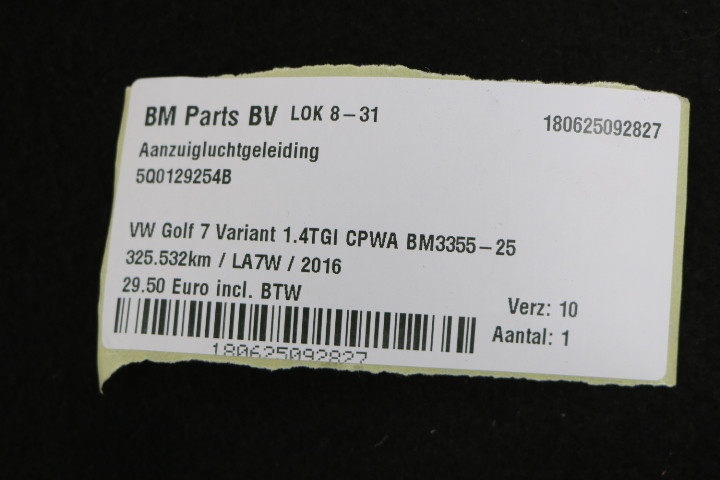 BM Parts BV LOK 8-31 180625092827
Aanzuigluchtgeleiding
5Q0129254B
VW Golf 7 Variant 1.4TGI CPWA BM3355-25
325.532km / LA7W / 2016
29.50 Euro incl. BTW
Verz: 10
Aantal: 1
180625092827